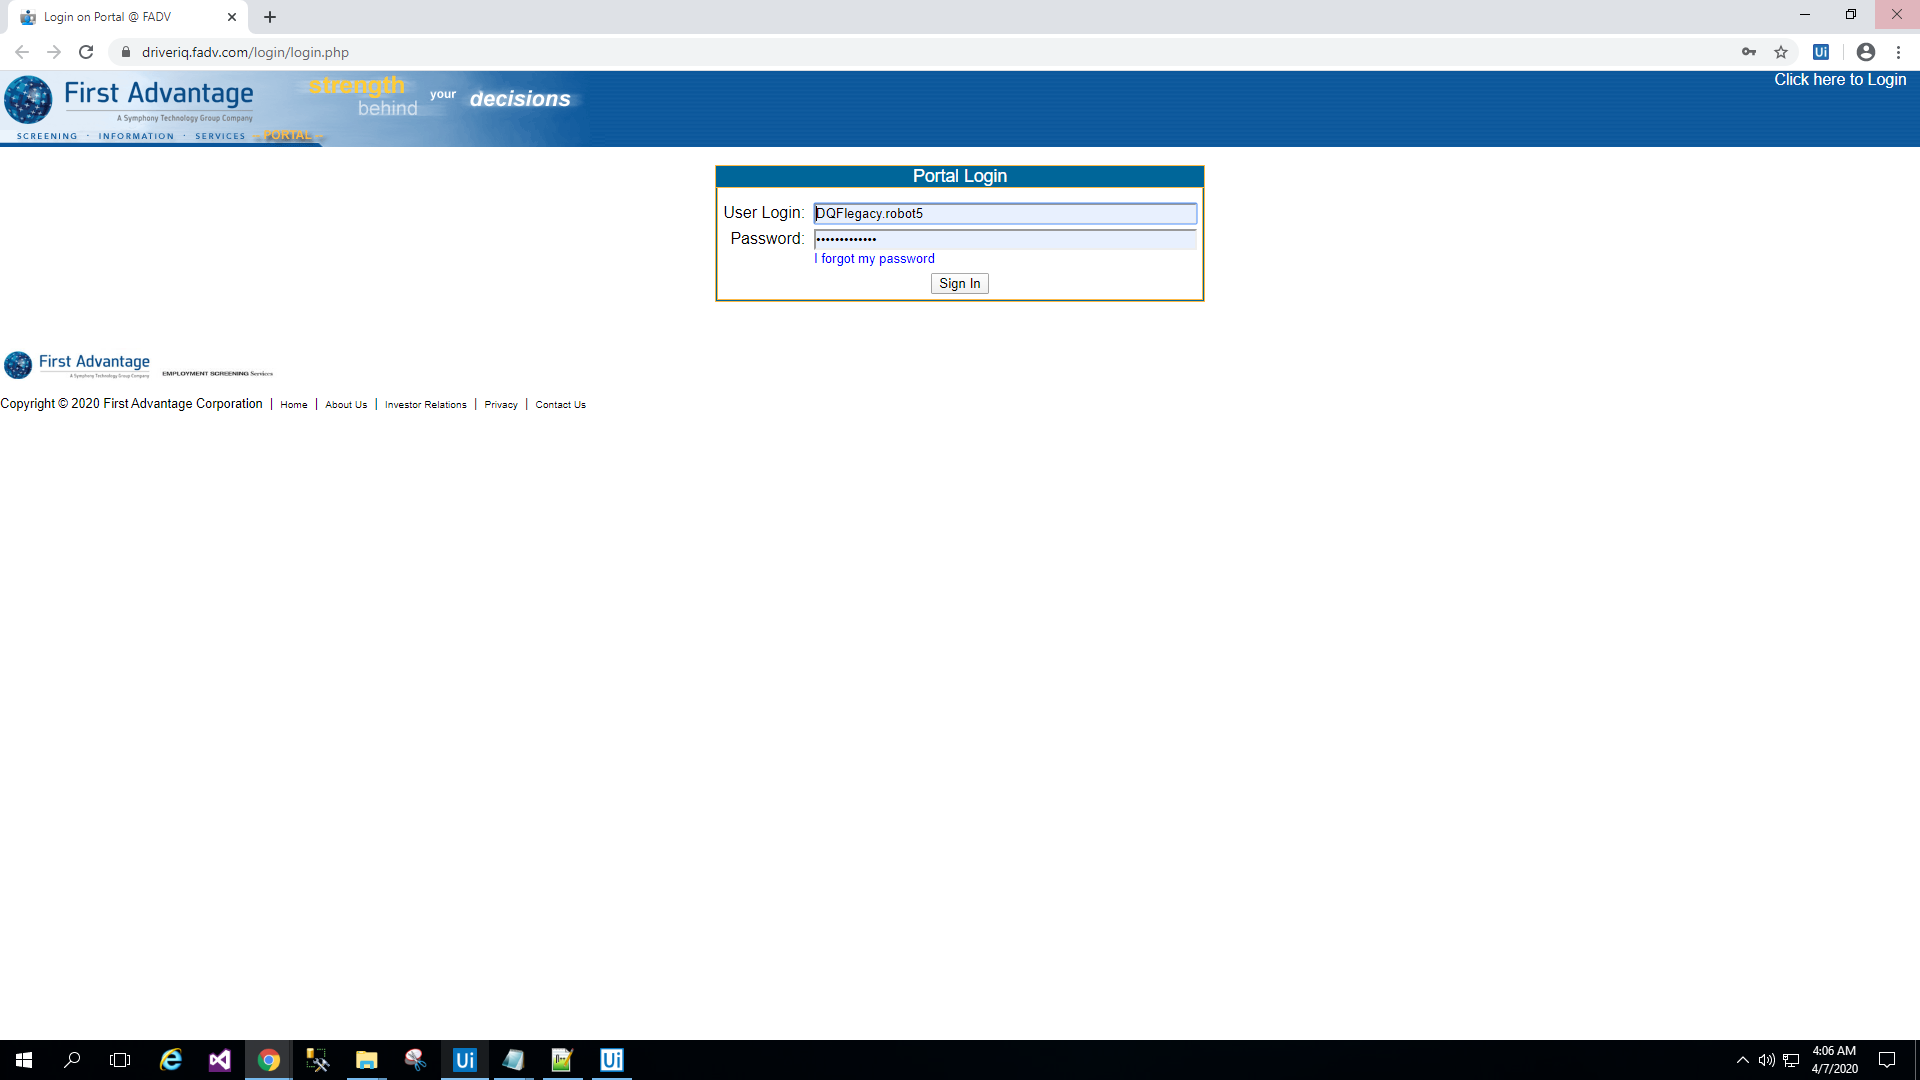 Login on Portal @ FADV
driveriq.fadv.com/login/login.php
Ui
First Advantage
A Symphony Technology Group Company
SCREENING · INFORMATION · SERVICES
PORTAL
strength
behind
your
decisions
Click here to Login
Portal Login
User Login: DQFlegacy.robot5
Password: •••••••••••••
I forgot my password
Sign In
First Advantage
A Symphony Technology Group Company
EMPLOYMENT SCREENING Services
Copyright © 2020 First Advantage Corporation | Home | About Us | Investor Relations | Privacy | Contact Us
Ui
Ui
4:06 AM
4/7/2020